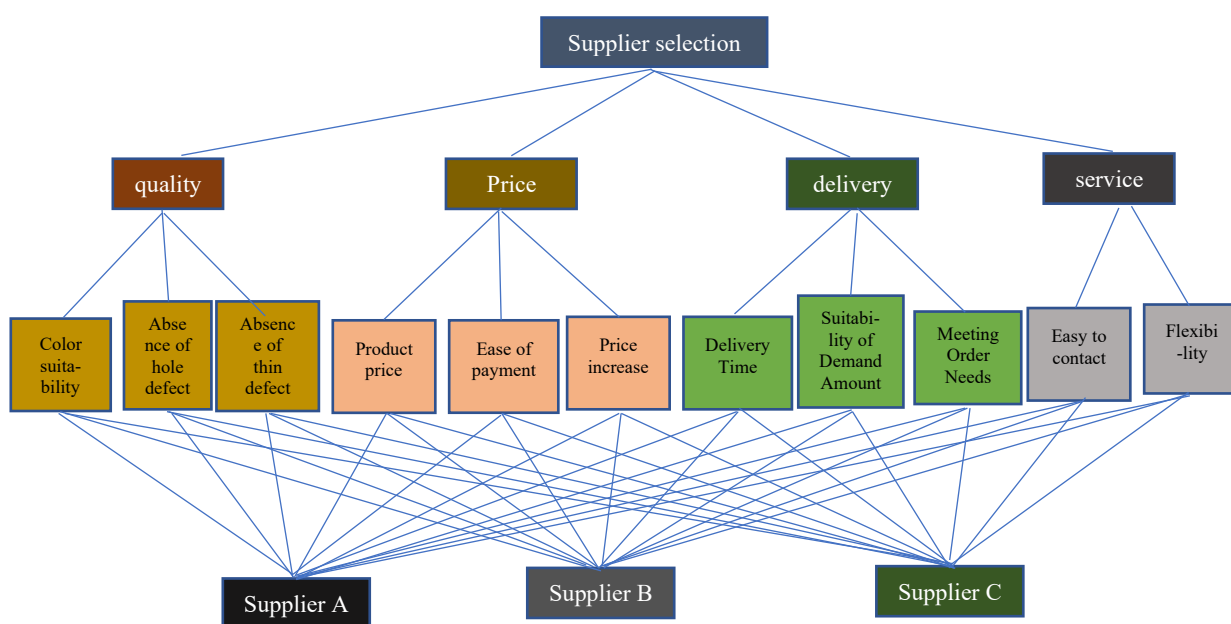 Supplier selection
quality
Price
delivery
service
Color
suita-
bility
Abse
nce of
hole
defect
Absenc
e of
thin
defect
Product
price
Ease of
payment
Price
increase
Delivery
Time
Suitabi-
lity of
Demand
Amount
Meeting
Order
Needs
Easy to
contact
Flexibi
-lity
Supplier A
Supplier B
Supplier C